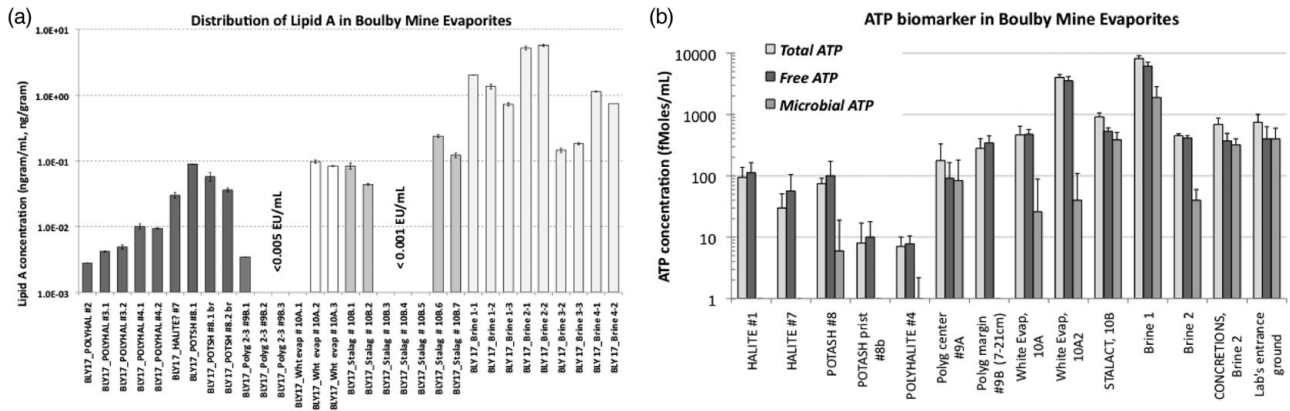 (a)
Distribution of Lipid A in Boulby Mine Evaporites
Lipid A concentration (ngram/mL, ng/gram)
1.0E+01
1.0E+00
1.0E-01
1.0E-02
1.0E-03
<0.005 EU/mL
< 0.001 EU/mL
BLY17_POLYHAL #2
BLY17_POLYHAL #3.1
BLY17_POLYHAL #3.2
BLY17_POLYHAL#4.1
BLY17_POLYHAL #4.2
BLY17_HALITE? #7
BLY17_POTSH #8.1
BLY17_POTSH #8.1 br
BLY17_POTSH #8.2 br
BLY17_Polyg 2-3 #9B.1
BLY17_Polyg 2-3 #9B.2
BLY17_Polyg 2-3 #9B.3
BLY17_Wht evap # 10A.1
BLY17_Wht evap #10A.2
BLY17_Wht evap #10A.3
BLY17_Stalag # 10B.1
BLY17_Stalag # 10B.2
BLY17_Stalag # 10B.3
BLY17_Stalag # 10B.4
BLY17_Stalag # 10B.5
BLY17_Stalag # 10B.6
BLY17_Stalag # 10B.7
BLY17_Brine 1-1
BLY17_Brine 1-2
BLY17_Brine 1-3
BLY17_Brine 2-1
BLY17_Brine 2-2
BLY17_Brine 3-2
BLY17_Brine 3-3
BLY17_Brine 4-1
BLY17_Brine 4-2
(b)
ATP biomarker in Boulby Mine Evaporites
ATP concentration (fMoles/mL)
10000
1000
100
10
1
Total ATP
Free ATP
Microbial ATP
HALITE #1
HALITE #7
POTASH #8
POTASH prist
#8b
POLYHALITE #4
Polyg center
#9A
Polyg margin
#9B (7-21cm)
White Evap,
10A
White Evap,
10A2
STALACT, 10B
Brine 1
Brine 2
CONCRETIONS,
Brine 2
Lab's entrance
ground